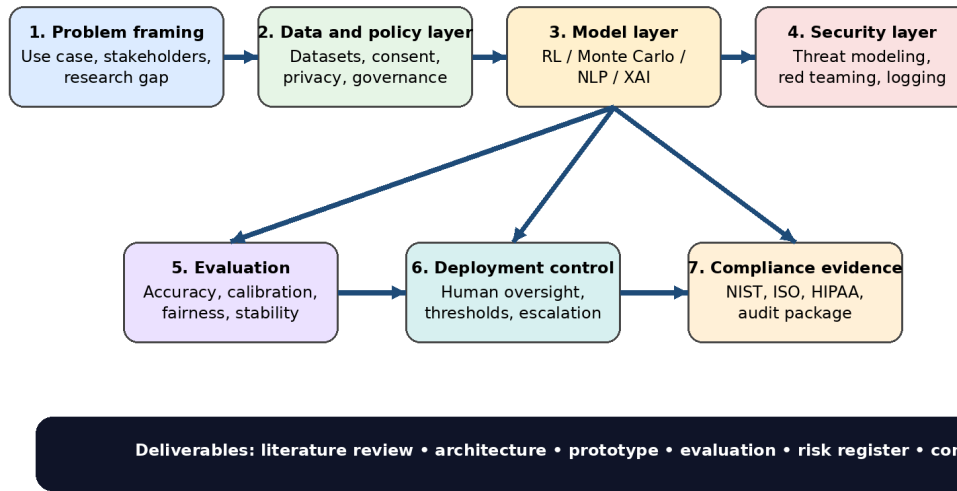 1. Problem framing
Use case, stakeholders,
research gap
2. Data and policy layer
Datasets, consent,
privacy, governance
3. Model layer
RL / Monte Carlo /
NLP / XAI
4. Security layer
Threat modeling,
red teaming, logging
5. Evaluation
Accuracy, calibration,
fairness, stability
6. Deployment control
Human oversight,
thresholds, escalation
7. Compliance evidence
NIST, ISO, HIPAA,
audit package
Deliverables: literature review • architecture • prototype • evaluation • risk register •